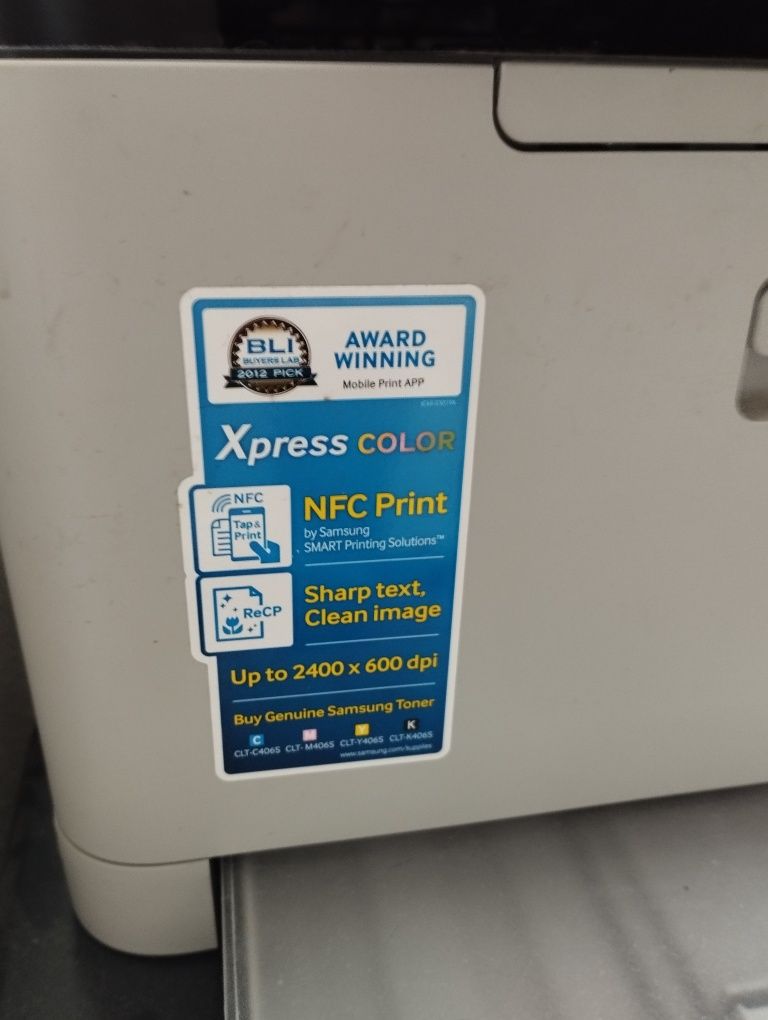 BLI
BUYERS LAB
2012 PICK
AWARD
WINNING
Mobile Print APP
Xpress COLOR
NFC
Tap &
Print
NFC Print
by Samsung
SMART Printing Solutions™
ReCP
Sharp text,
Clean image
Up to 2400 x 600 dpi
Buy Genuine Samsung Toner
C M Y K
CLT-C406S CLT-M406S CLT-Y406S CLT-K406S
www.samsung.com/supplies